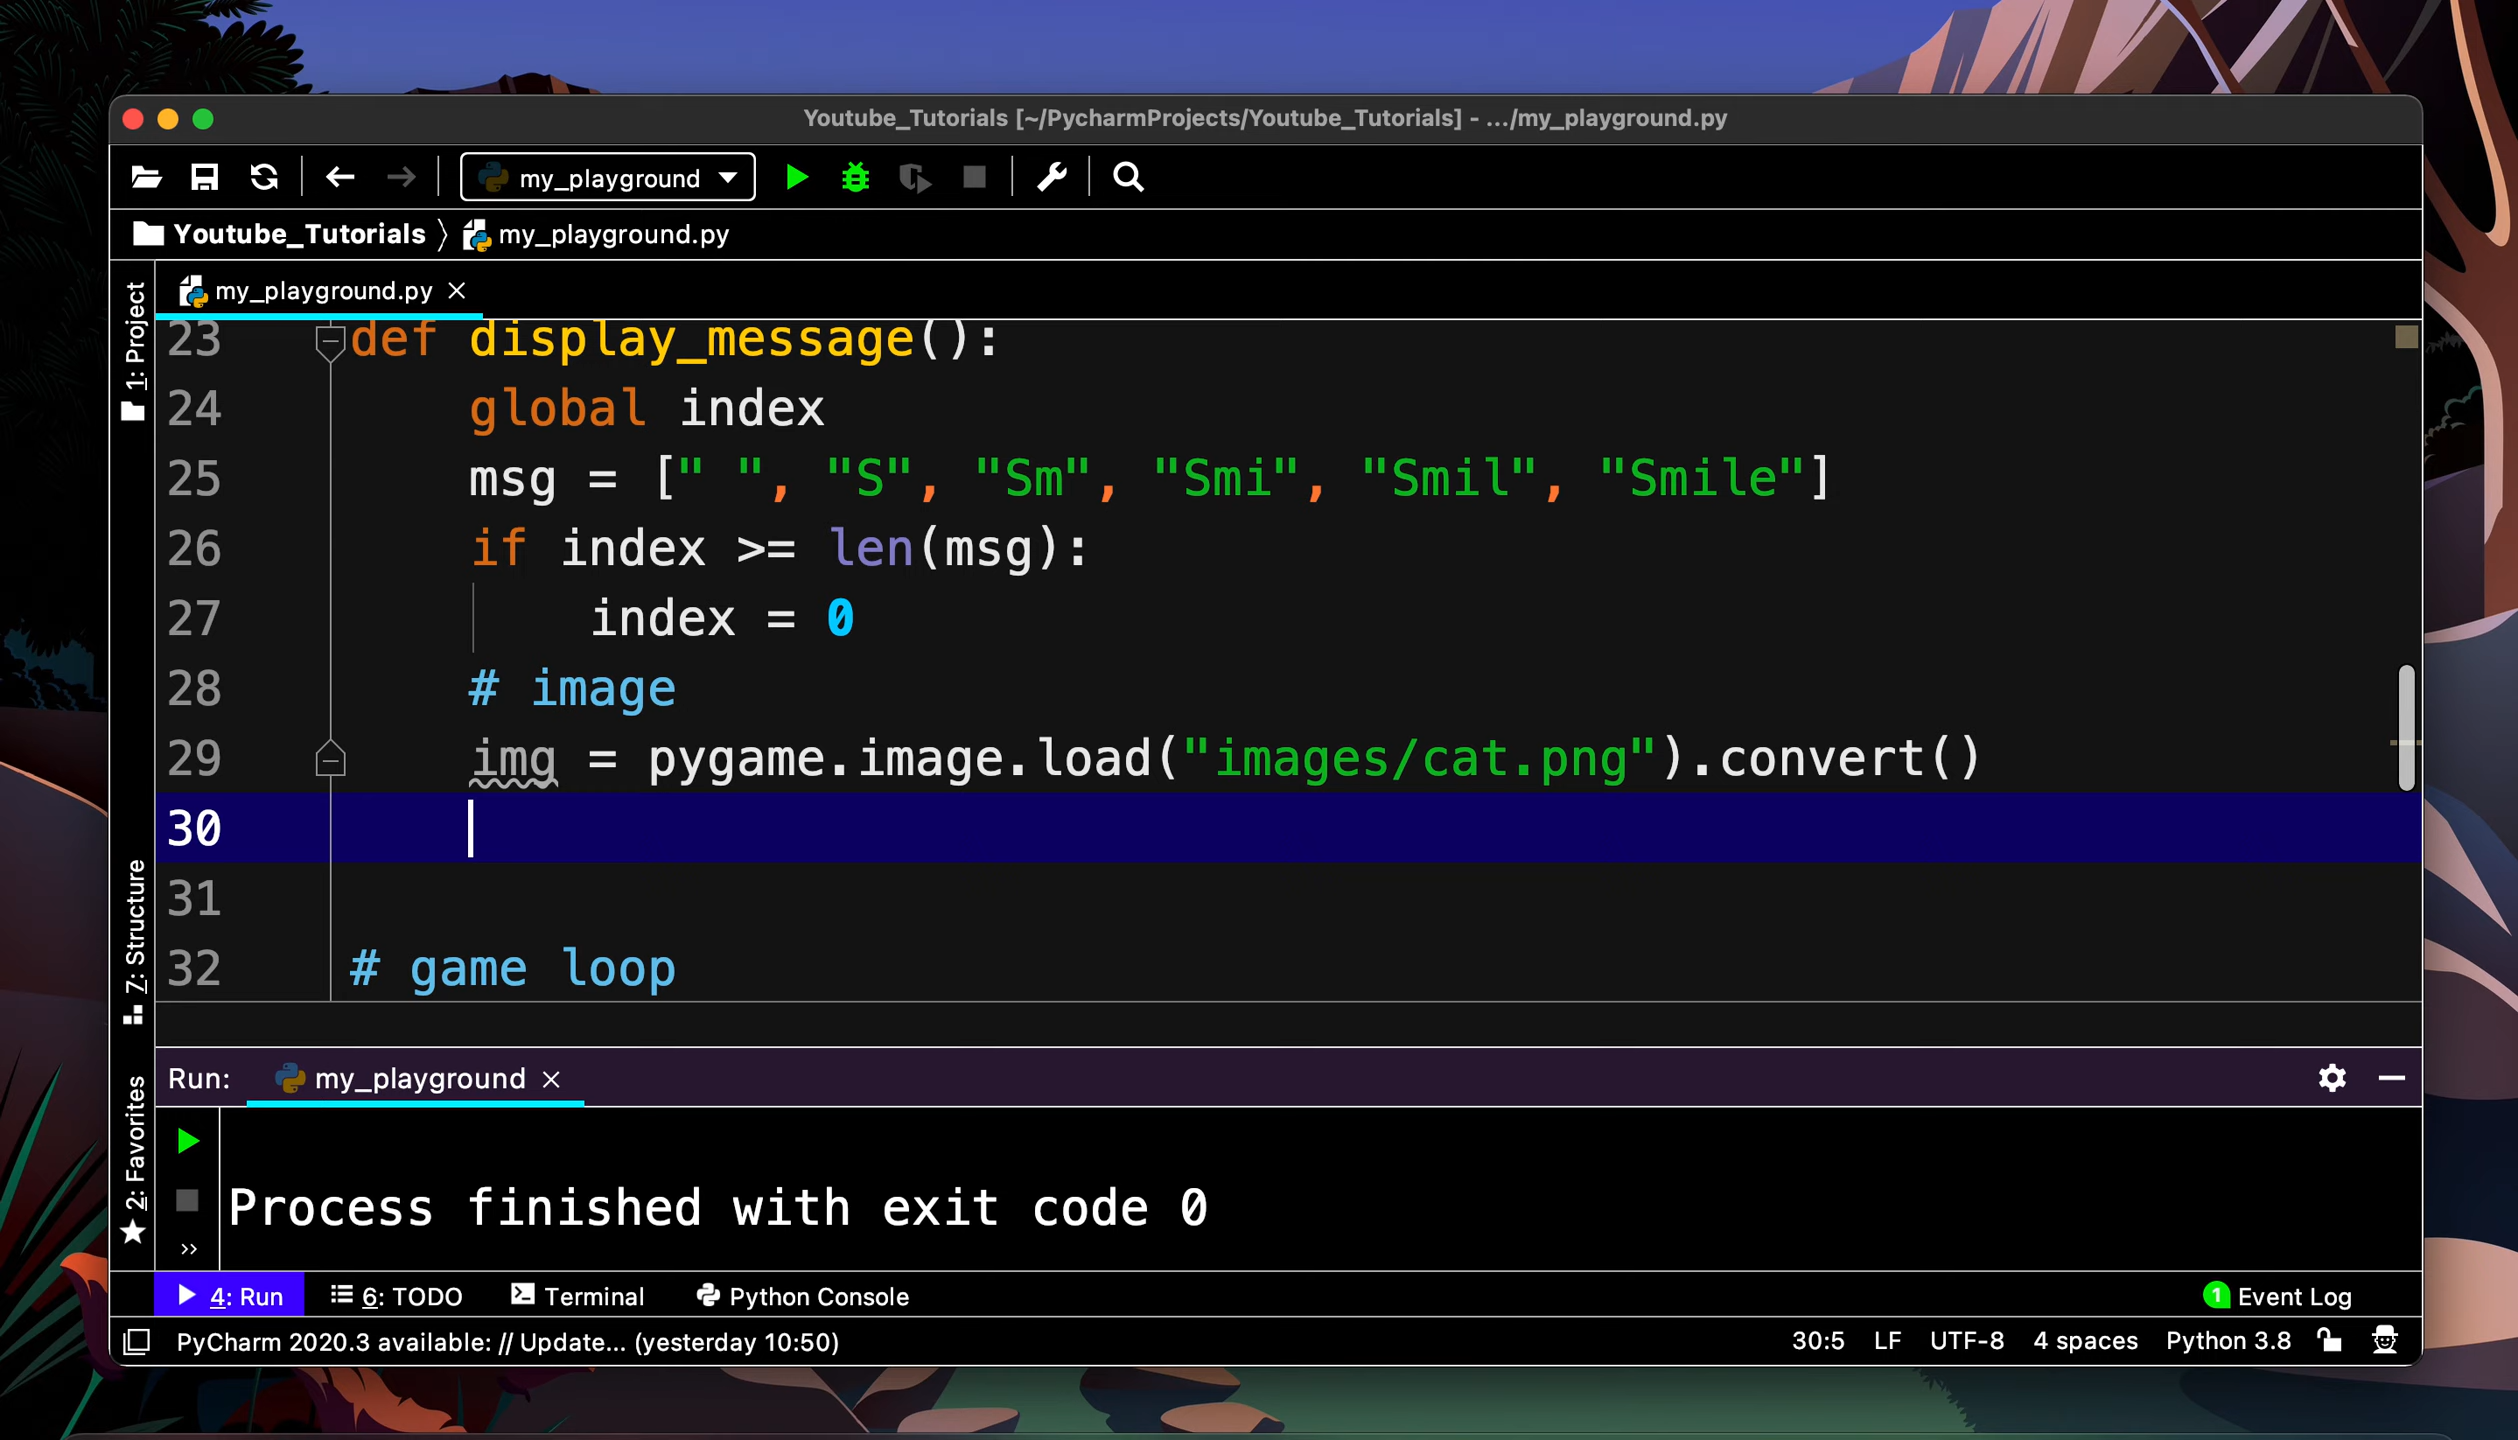 Youtube_Tutorials [~/PycharmProjects/Youtube_Tutorials] - .../my_playground.py
my_playground
Youtube_Tutorials 〉 my_playground.py
my_playground.py ×
1: Project
23 def display_message():
24 global index
25 msg = [" ", "S", "Sm", "Smi", "Smil", "Smile"]
26 if index >= len(msg):
27 index = 0
28 # image
29 img = pygame.image.load("images/cat.png").convert()
30
31
32 # game loop
7: Structure
2: Favorites
Run: my_playground ×
Process finished with exit code 0
»
4: Run 6: TODO Terminal Python Console 1 Event Log
PyCharm 2020.3 available: // Update... (yesterday 10:50) 30:5 LF UTF-8 4 spaces Python 3.8